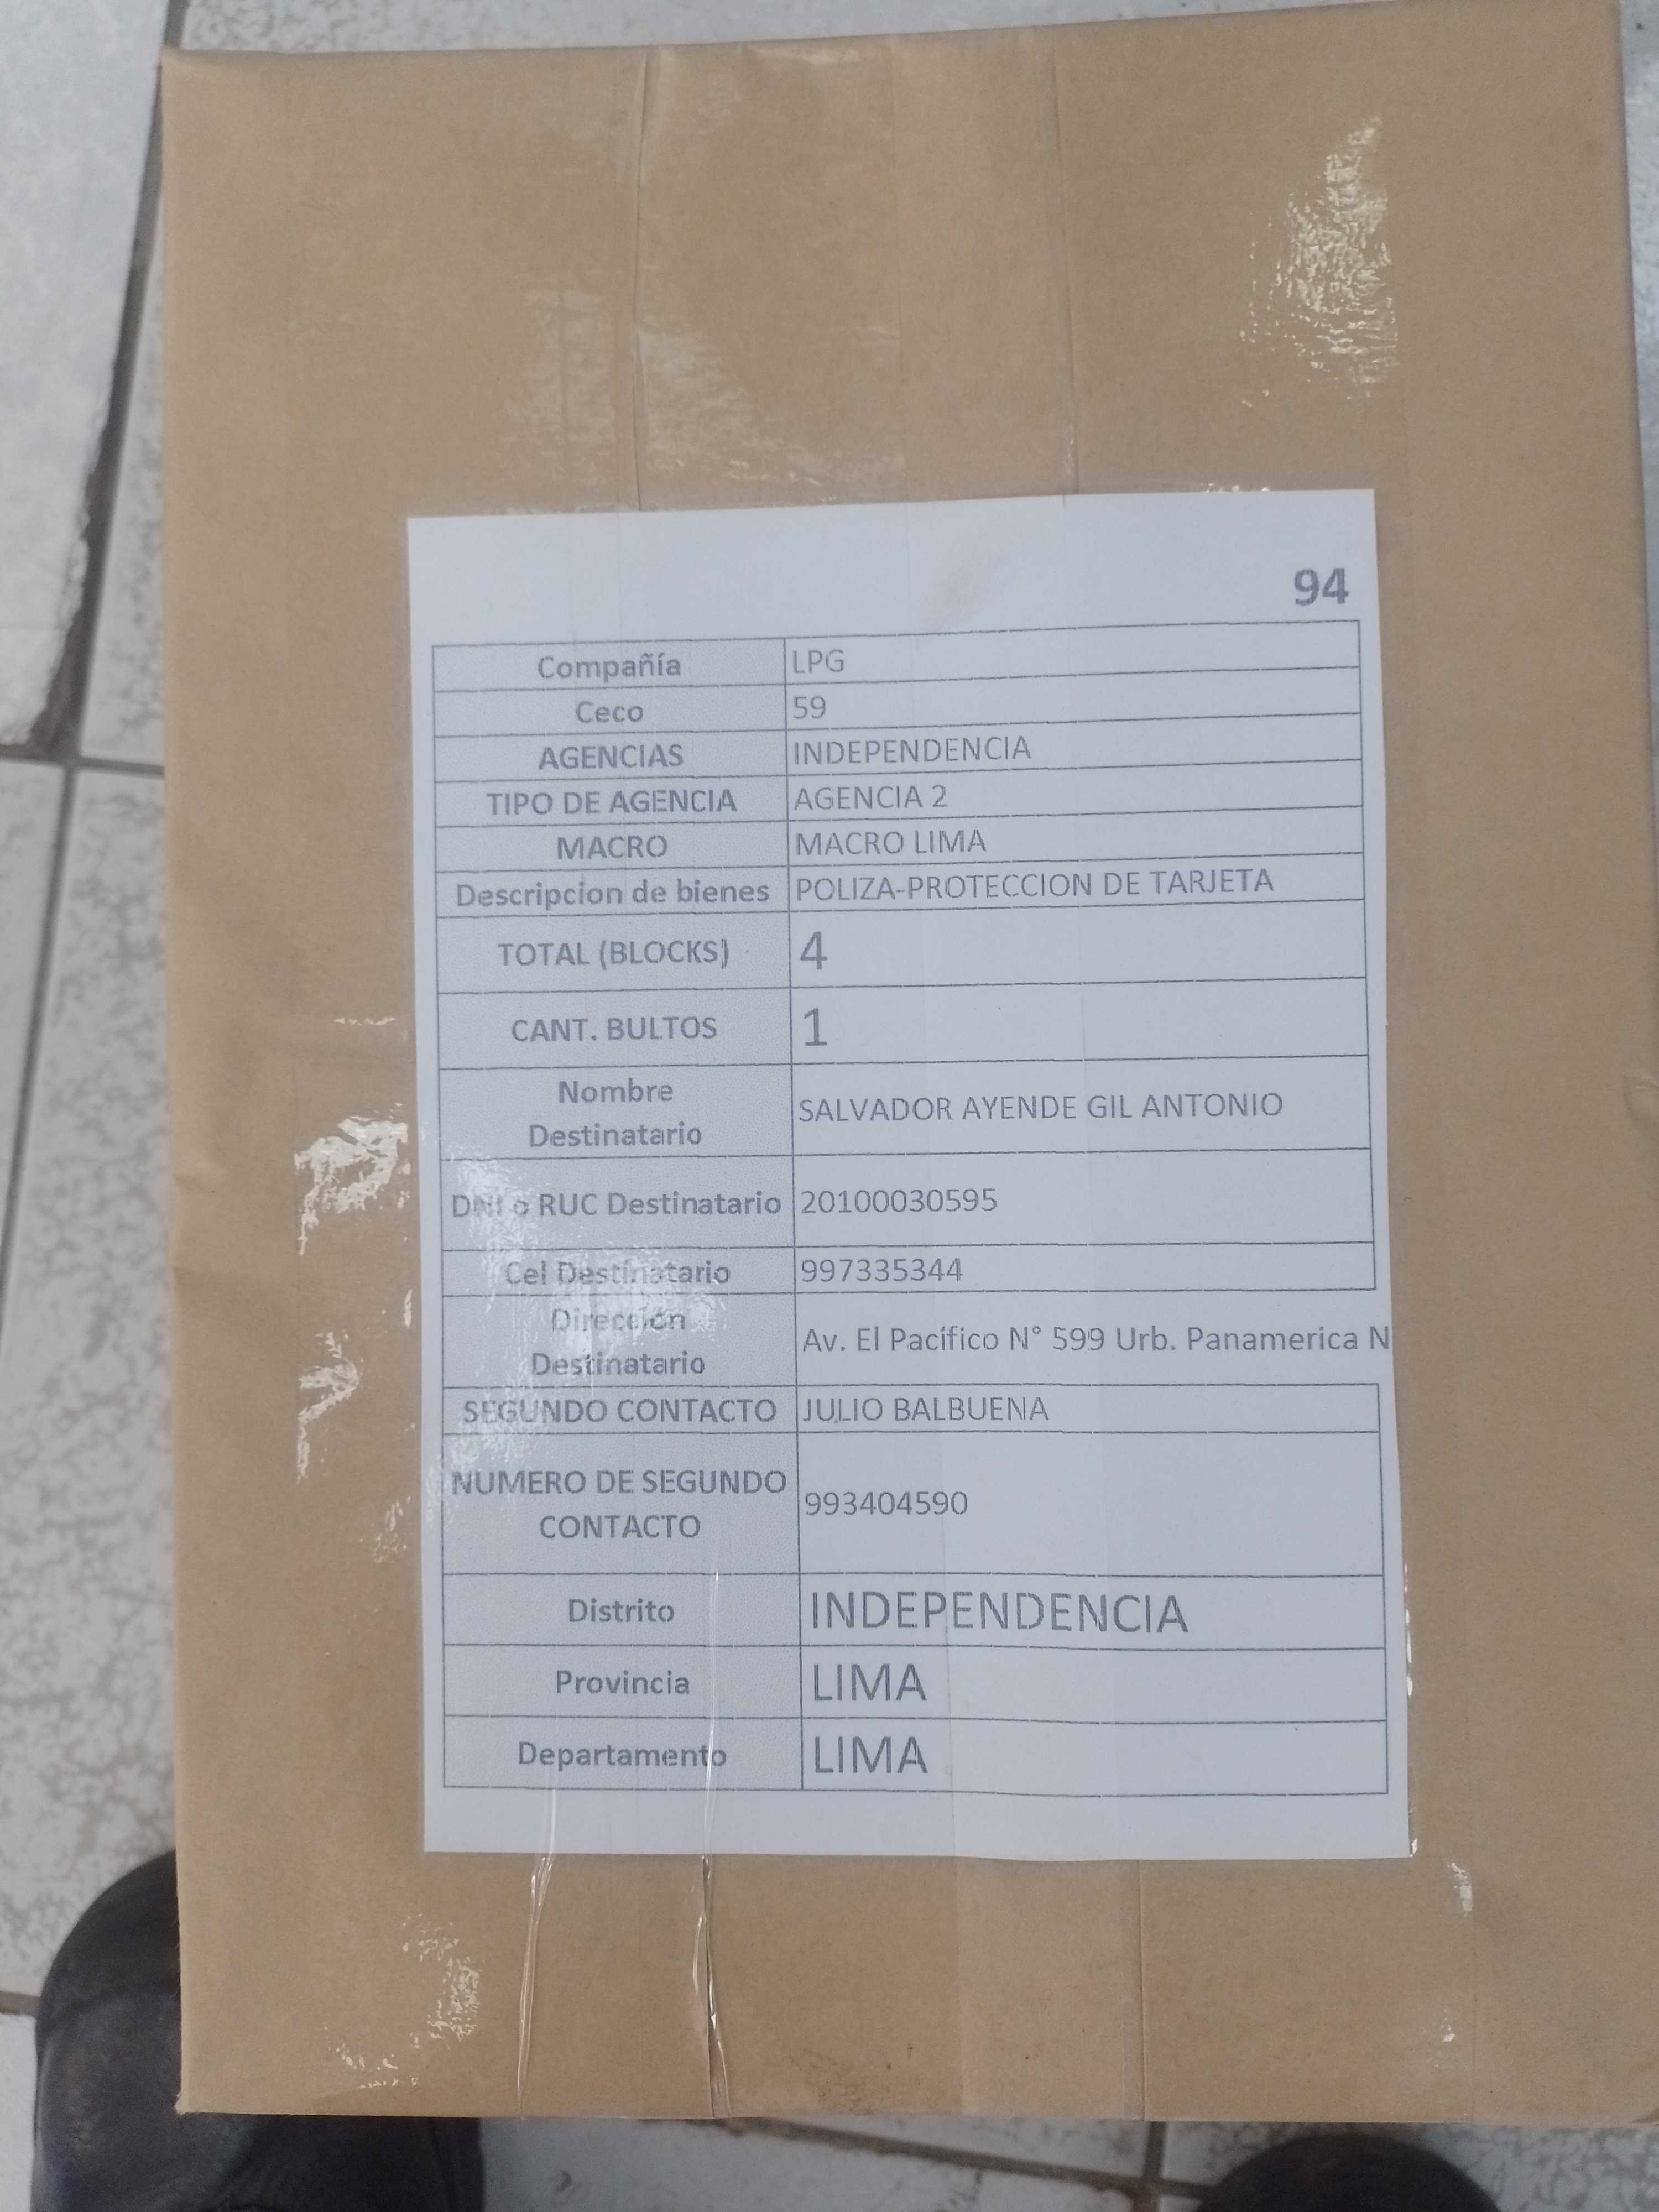 94
Compañía LPG
Ceco 59
AGENCIAS INDEPENDENCIA
TIPO DE AGENCIA AGENCIA 2
MACRO MACRO LIMA
Descripcion de bienes POLIZA-PROTECCION DE TARJETA
TOTAL (BLOCKS) 4
CANT. BULTOS 1
Nombre
Destinatario SALVADOR AYENDE GIL ANTONIO
DNI o RUC Destinatario 20100030595
Cel Destinatario 997335344
Dirección
Destinatario Av. El Pacífico N° 599 Urb. Panamerica N
SEGUNDO CONTACTO JULIO BALBUENA
NUMERO DE SEGUNDO
CONTACTO 993404590
Distrito INDEPENDENCIA
Provincia LIMA
Departamento LIMA